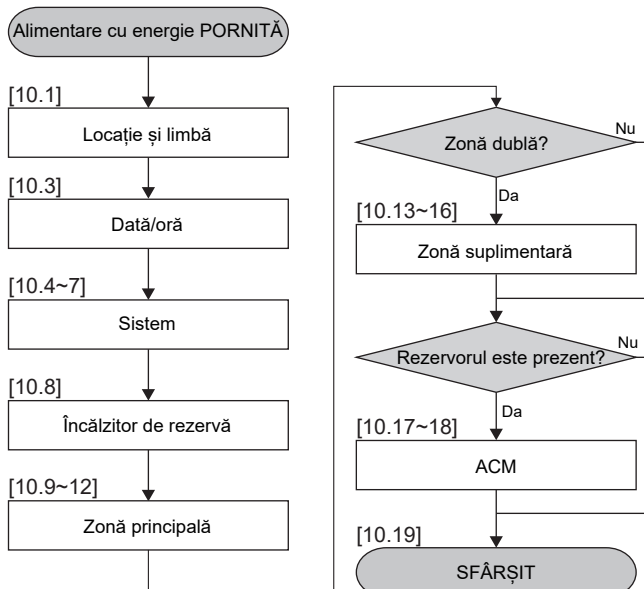 Alimentare cu energie PORNITĂ
[10.1]
Locație și limbă
[10.3]
Dată/oră
[10.4~7]
Sistem
[10.8]
Încălzitor de rezervă
[10.9~12]
Zonă principală
Zonă dublă?
Nu
Da
[10.13~16]
Zonă suplimentară
Rezervorul este prezent?
Nu
Da
[10.17~18]
ACM
[10.19]
SFÂRȘIT